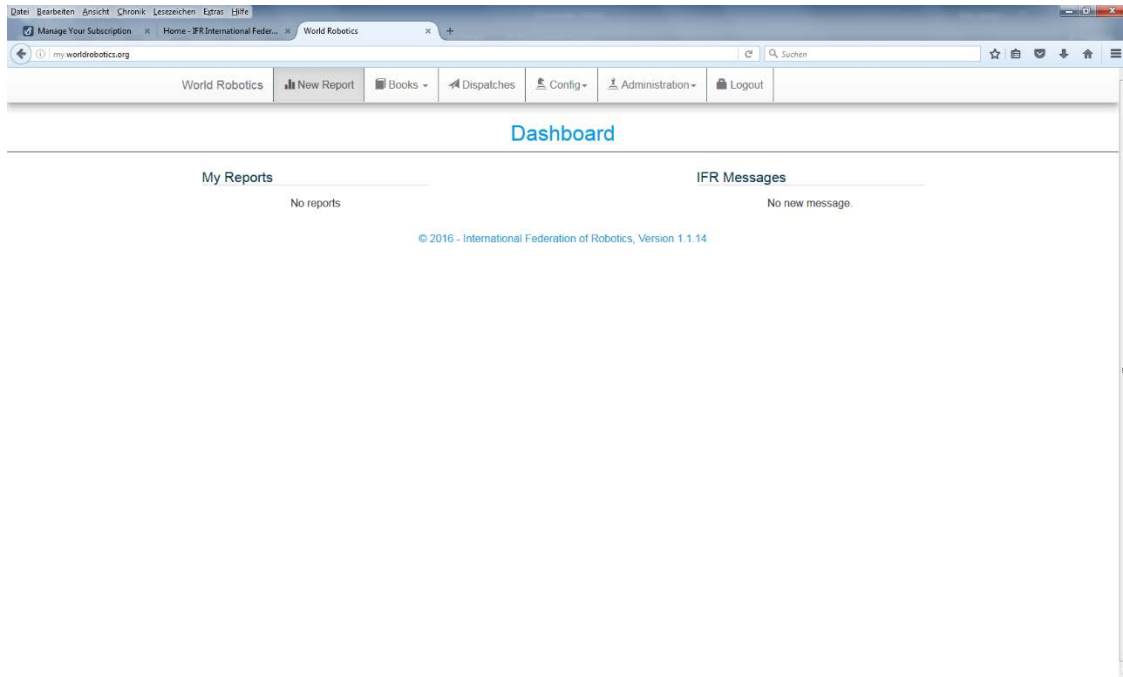 Datei Bearbeiten Ansicht Chronik Lesezeichen Extras Hilfe
Manage Your Subscription × Home - IFR International Feder... × World Robotics × +
my.worldrobotics.org Suchen
World Robotics New Report Books Dispatches Config Administration Logout
Dashboard
My Reports IFR Messages
No reports No new message.
© 2016 - International Federation of Robotics, Version 1.1.14